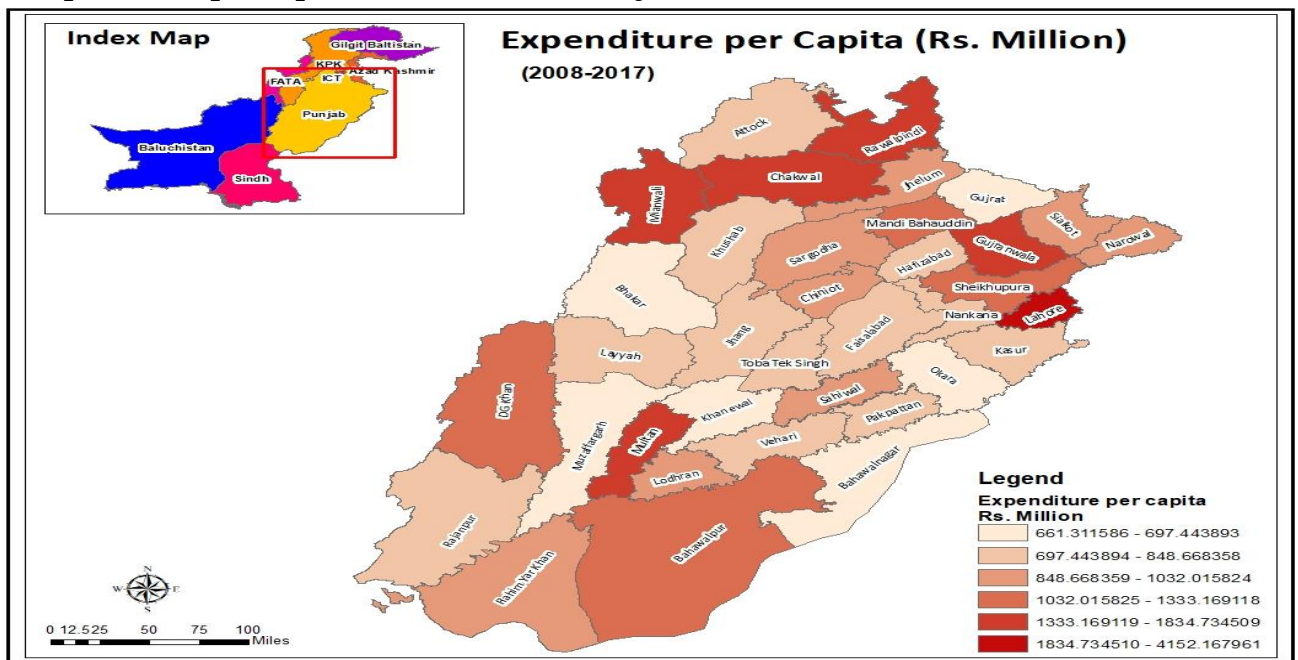 Index Map
Gilgit Baltistan
KPK
Azad Kashmir
FATA
ICT
Punjab
Baluchistan
Sindh
Expenditure per Capita (Rs. Million)
(2008-2017)
Attock
Rawalpindi
Chakwal
Jhelum
Mianwali
Gujrat
Khushab
Mandi Bahauddin
Sialkot
Sargodha
Gujranwala
Narowal
Hafizabad
Bhakar
Chiniot
Sheikhupura
Lahore
Nankana
Faisalabad
Jhang
Layyah
Toba Tek Singh
Kasur
Okara
DG Khan
Sahiwal
Khanewal
Pakpattan
Muzaffargarh
Multan
Vehari
Lodhran
Bahawalnagar
Rajanpur
Bahawalpur
Rahim Yar Khan
Legend
Expenditure per capita
Rs. Million
661.311586 - 697.443893
697.443894 - 848.668358
848.668359 - 1032.015824
1032.015825 - 1333.169118
1333.169119 - 1834.734509
1834.734510 - 4152.167961
N
W E
S
0 12.525 50 75 100
Miles